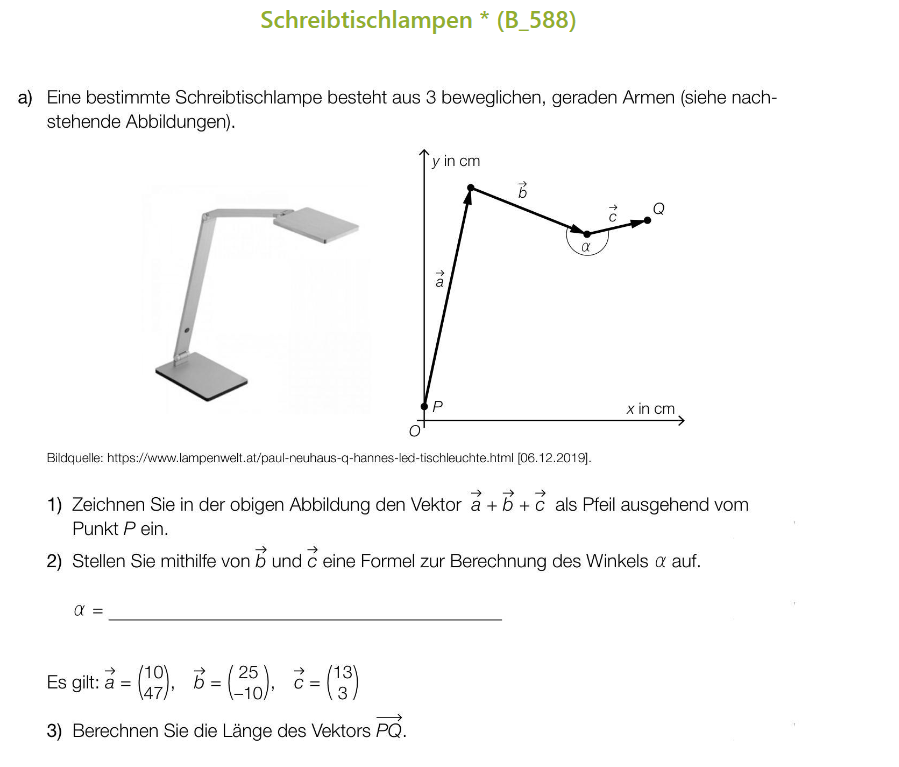 Schreibtischlampen * (B_588)
a) Eine bestimmte Schreibtischlampe besteht aus 3 beweglichen, geraden Armen (siehe nach-
stehende Abbildungen).
y in cm
b⃗
c⃗
Q
α
a⃗
P
x in cm
O
Bildquelle: https://www.lampenwelt.at/paul-neuhaus-q-hannes-led-tischleuchte.html [06.12.2019].
1) Zeichnen Sie in der obigen Abbildung den Vektor a⃗ + b⃗ + c⃗ als Pfeil ausgehend vom
Punkt P ein.
2) Stellen Sie mithilfe von b⃗ und c⃗ eine Formel zur Berechnung des Winkels α auf.
α = ______________________________
Es gilt: a⃗ = (10 47), b⃗ = (25 –10), c⃗ = (13 3)
3) Berechnen Sie die Länge des Vektors P⃗Q⃗.